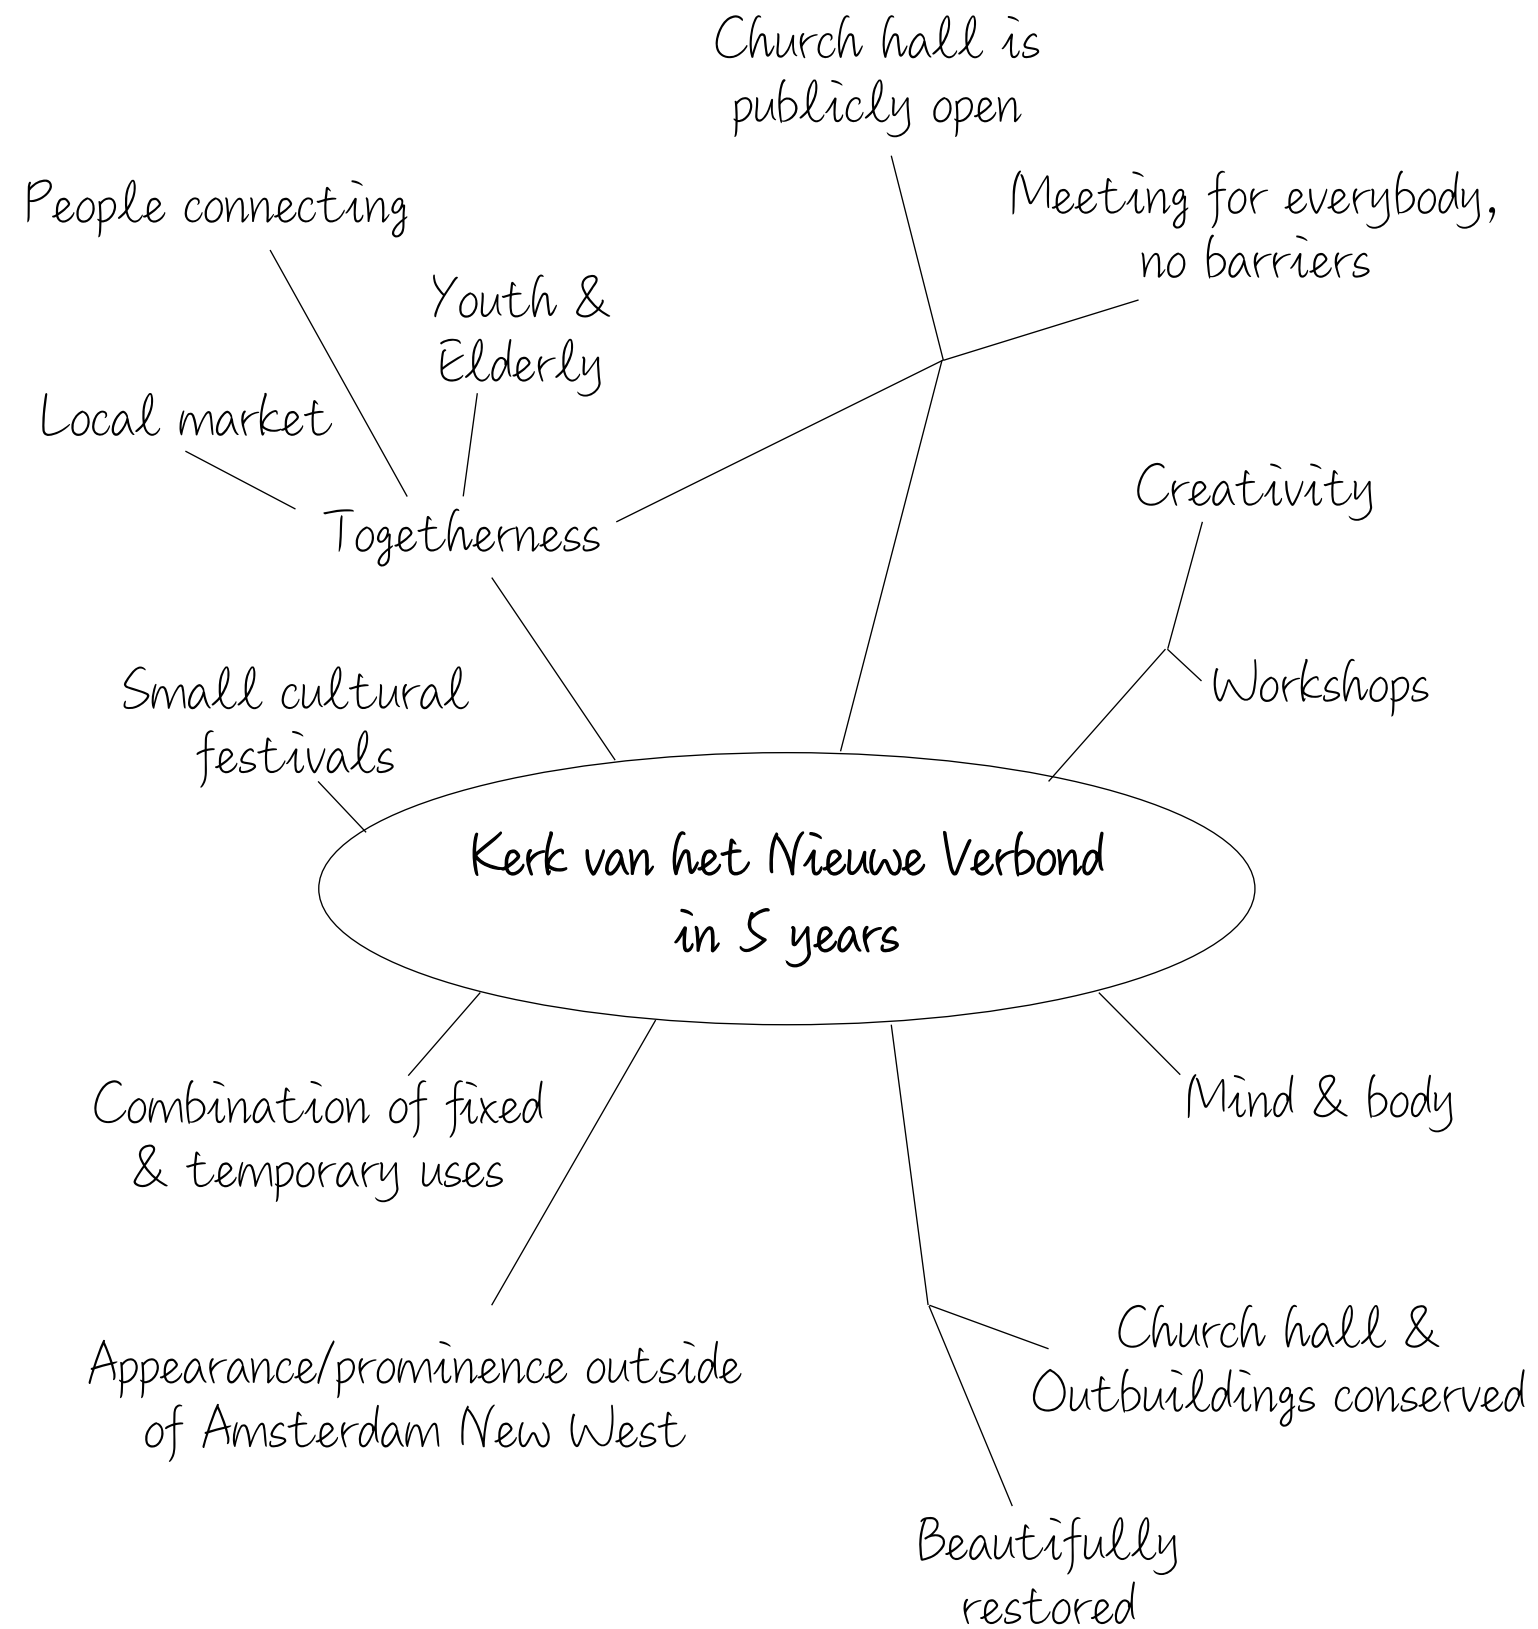 Church hall is
publicly open
Meeting for everybody,
no barriers
People connecting
Youth &
Elderly
Local market
Togetherness
Creativity
Workshops
Small cultural
festivals
Kerk van het Nieuwe Verbond
in 5 years
Combination of fixed
& temporary uses
Mind & body
Appearance/prominence outside
of Amsterdam New West
Church hall &
Outbuildings conserved
Beautifully
restored